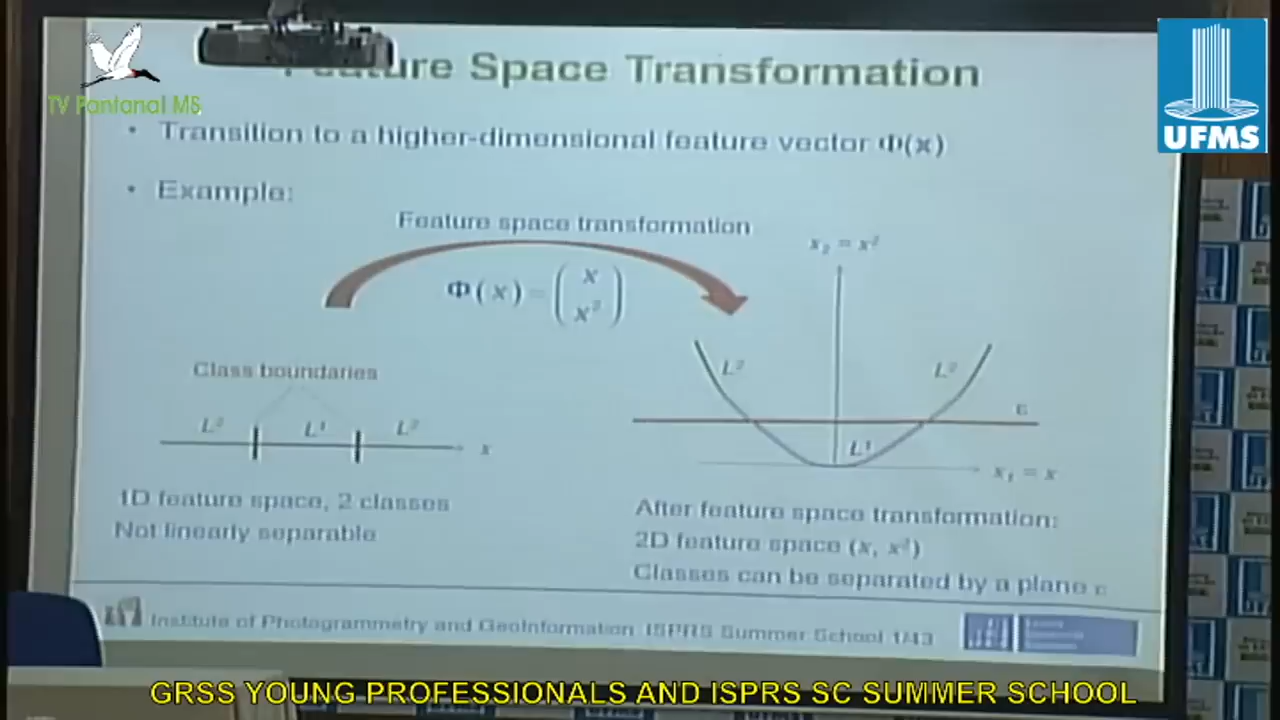 TV Pantanal MS
UFMS
Feature Space Transformation
• Transition to a higher-dimensional feature vector Φ(x)
• Example:
Feature space transformation
Φ(x) = (x x²)
x₂ = x²
Class boundaries
L² L¹ L² x
L² L²
c
L¹
x₁ = x
1D feature space, 2 classes
Not linearly separable
After feature space transformation:
2D feature space (x, x²)
Classes can be separated by a plane c
Institute of Photogrammetry and GeoInformation ISPRS Summer School 1/43
GRSS YOUNG PROFESSIONALS AND ISPRS SC SUMMER SCHOOL